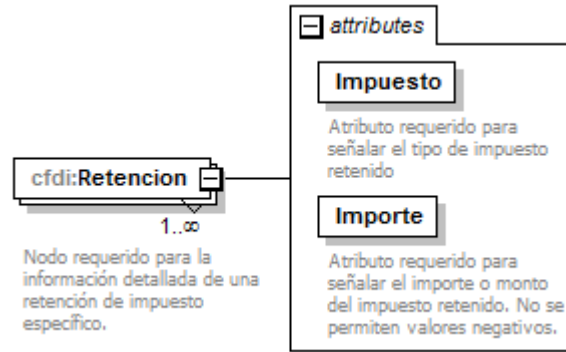 attributes
Impuesto
Atributo requerido para
señalar el tipo de impuesto
retenido
cfdi:Retencion
1..∞
Nodo requerido para la
información detallada de una
retención de impuesto
específico.
Importe
Atributo requerido para
señalar el importe o monto
del impuesto retenido. No se
permiten valores negativos.